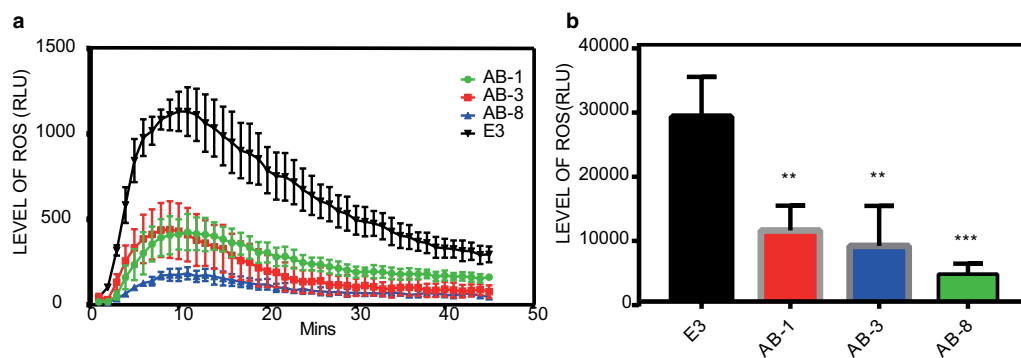 a
LEVEL OF ROS (RLU)
1500
1000
500
0
0
10
20
30
40
50
Mins
AB-1
AB-3
AB-8
E3
b
LEVEL OF ROS(RLU)
40000
30000
20000
10000
0
**
**
***
E3
AB-1
AB-3
AB-8